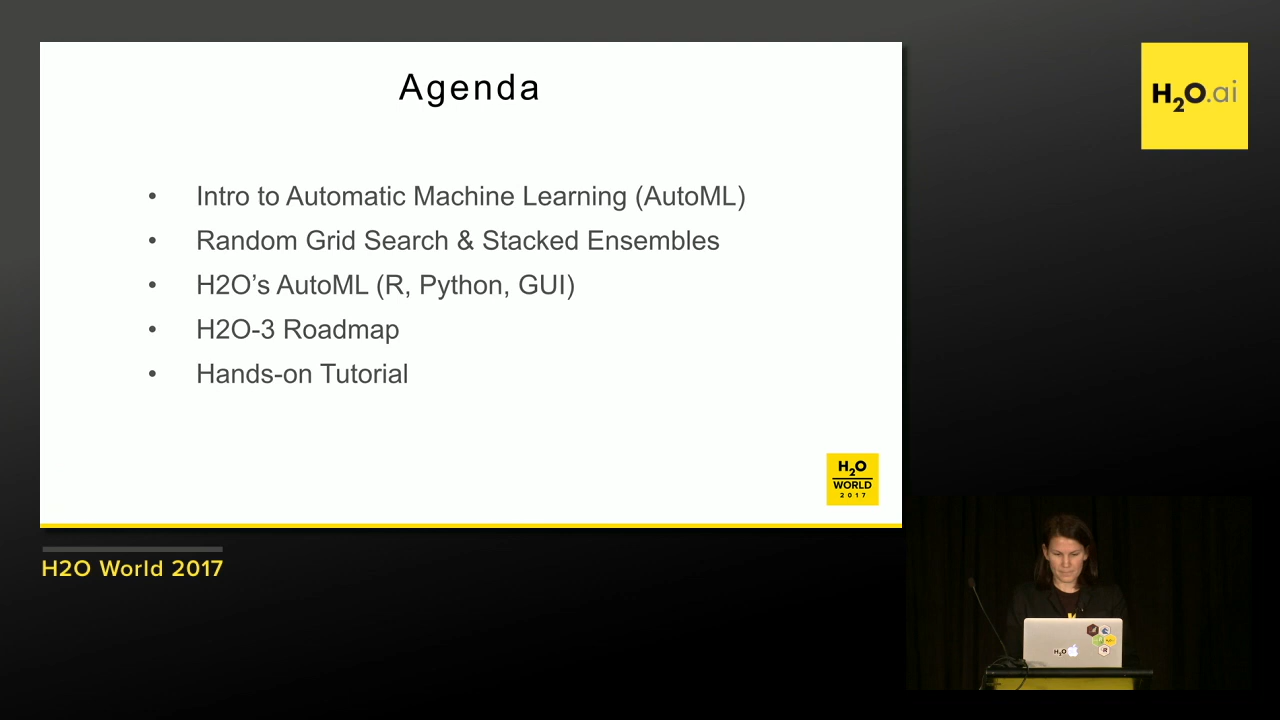 Agenda
• Intro to Automatic Machine Learning (AutoML)
• Random Grid Search & Stacked Ensembles
• H2O’s AutoML (R, Python, GUI)
• H2O-3 Roadmap
• Hands-on Tutorial
H2O
WORLD
2017
H2O.ai
H2O World 2017
H2O